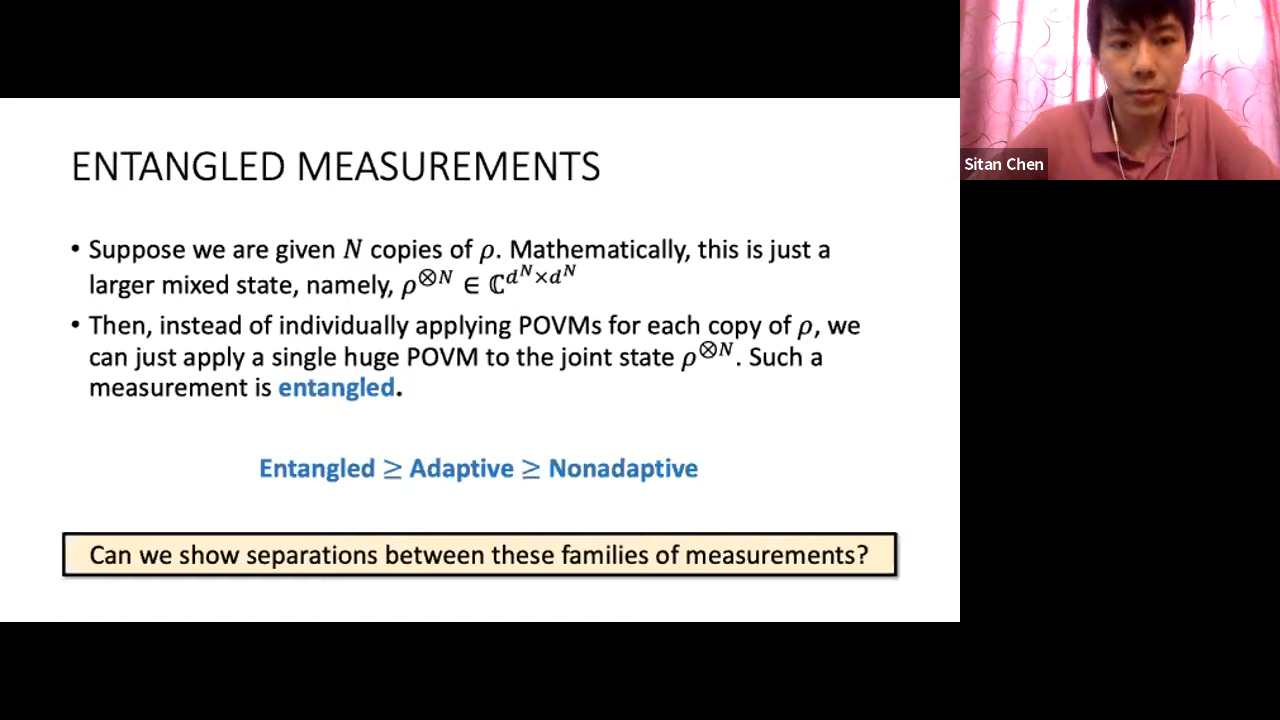 ENTANGLED MEASUREMENTS
Sitan Chen
• Suppose we are given 𝑁 copies of 𝜌. Mathematically, this is just a
larger mixed state, namely, 𝜌^{⊗𝑁} ∈ ℂ^{𝑑^𝑁×𝑑^𝑁}
• Then, instead of individually applying POVMs for each copy of 𝜌, we
can just apply a single huge POVM to the joint state 𝜌^{⊗𝑁}. Such a
measurement is entangled.
Entangled ≥ Adaptive ≥ Nonadaptive
Can we show separations between these families of measurements?